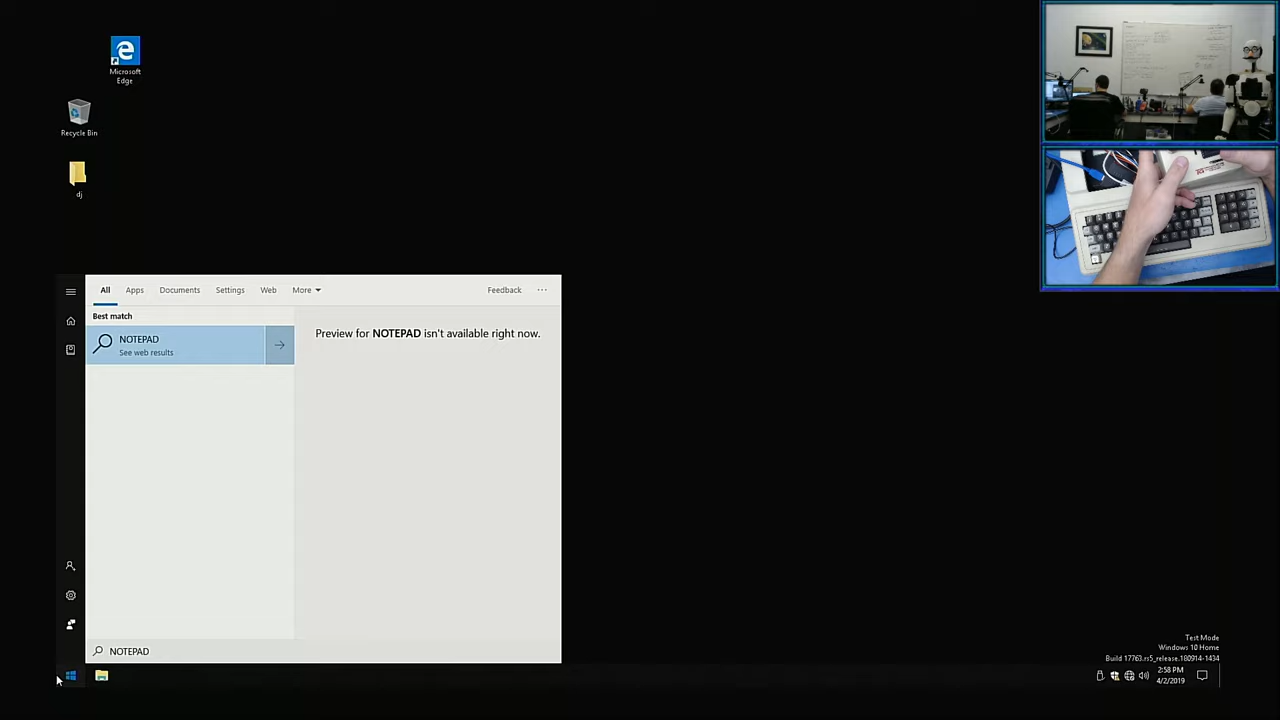 Microsoft
Edge
Recycle Bin
dj
All Apps Documents Settings Web More Feedback ...
Best match
NOTEPAD
See web results
Preview for NOTEPAD isn't available right now.
NOTEPAD
Test Mode
Windows 10 Home
Build 17763.rs5_release.180914-1434
2:58 PM
4/2/2019